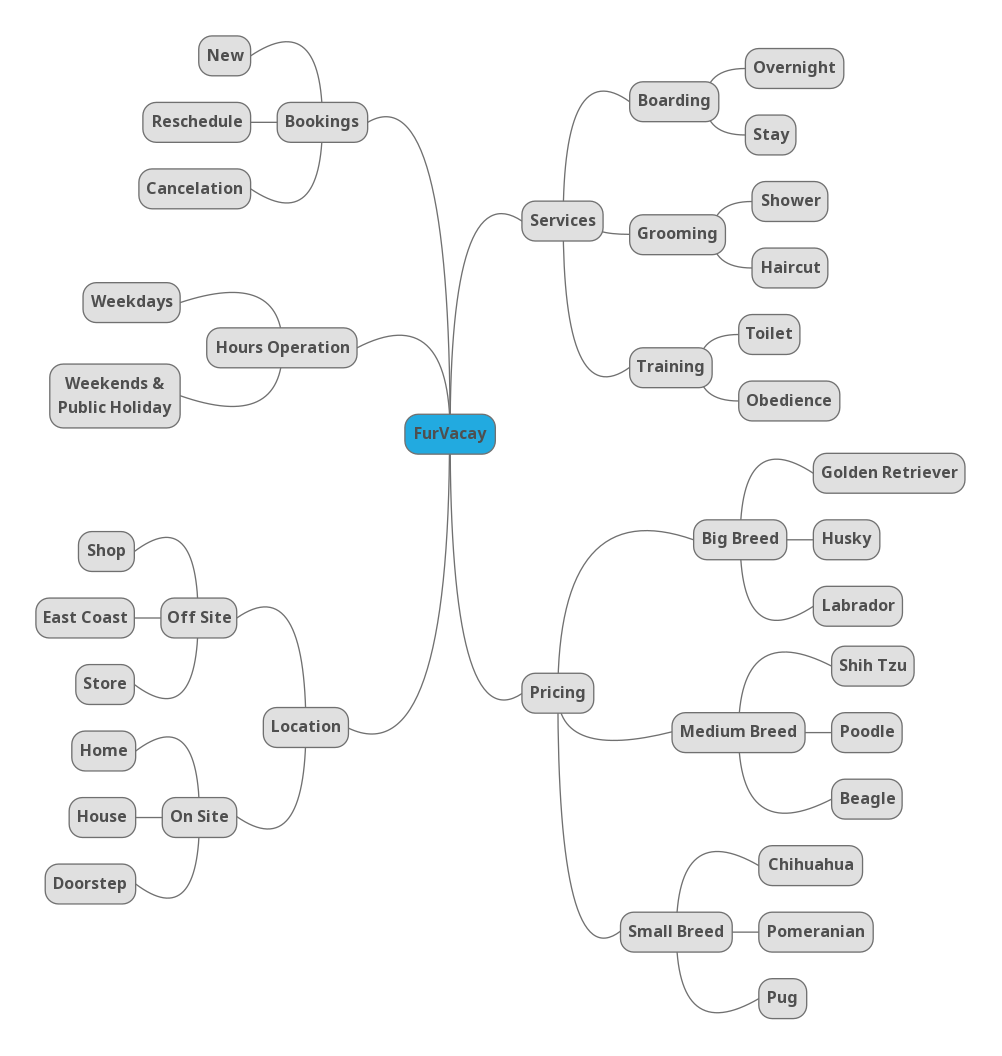 FurVacay
Bookings
New
Reschedule
Cancelation
Hours Operation
Weekdays
Weekends &
Public Holiday
Location
Off Site
Shop
East Coast
Store
On Site
Home
House
Doorstep
Services
Boarding
Overnight
Stay
Grooming
Shower
Haircut
Training
Toilet
Obedience
Pricing
Big Breed
Golden Retriever
Husky
Labrador
Medium Breed
Shih Tzu
Poodle
Beagle
Small Breed
Chihuahua
Pomeranian
Pug